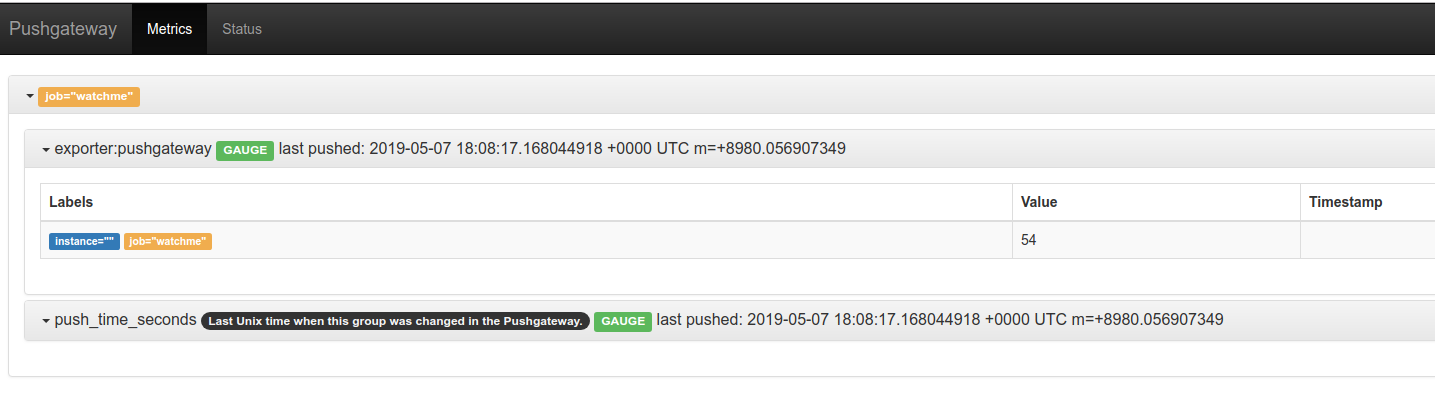 Pushgateway Metrics Status
job="watchme"
exporter:pushgateway GAUGE last pushed: 2019-05-07 18:08:17.168044918 +0000 UTC m=+8980.056907349
Labels Value Timestamp
instance="" job="watchme" 54
push_time_seconds Last Unix time when this group was changed in the Pushgateway. GAUGE last pushed: 2019-05-07 18:08:17.168044918 +0000 UTC m=+8980.056907349